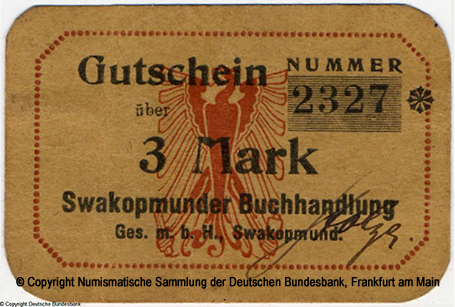 Gutschein NUMMER
über 2327
3 Mark
Swakopmunder Buchhandlung
Ges. m. b. H., Swakopmund.
© Copyright Numismatische Sammlung der Deutschen Bundesbank, Frankfurt am Main
© Copyright Deutsche Bundesbank